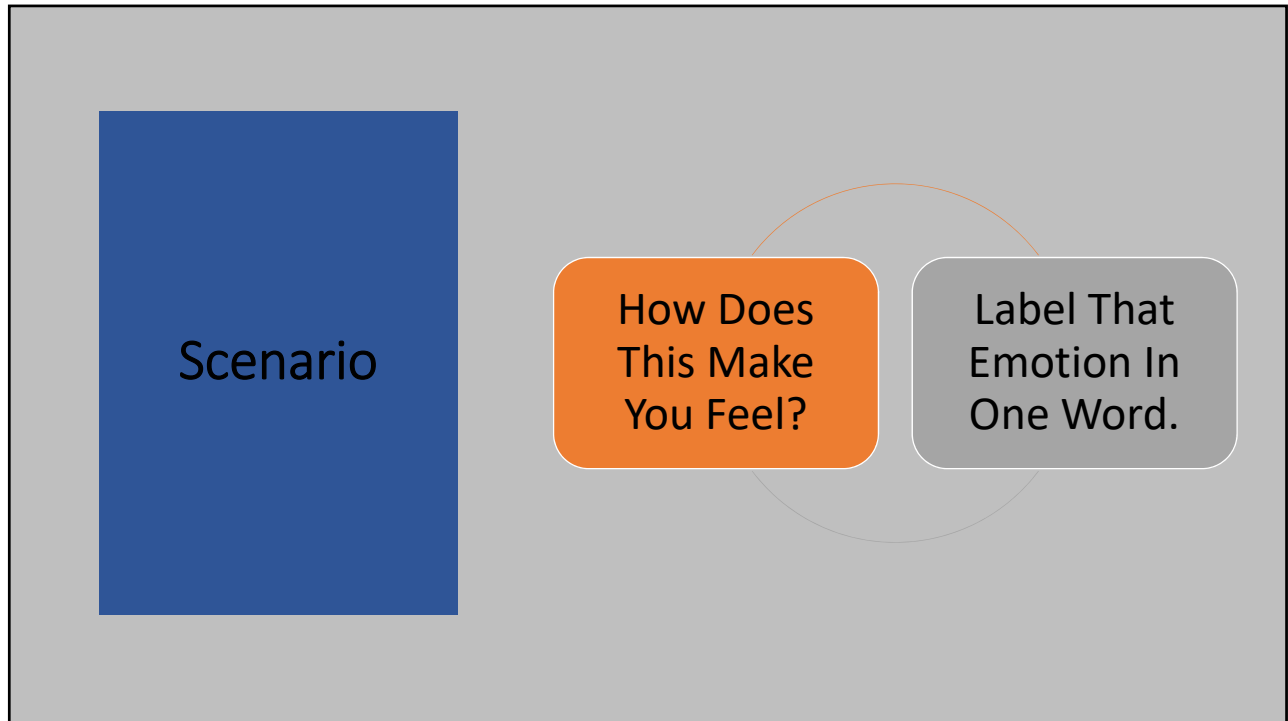 Scenario
How Does
This Make
You Feel?
Label That
Emotion In
One Word.